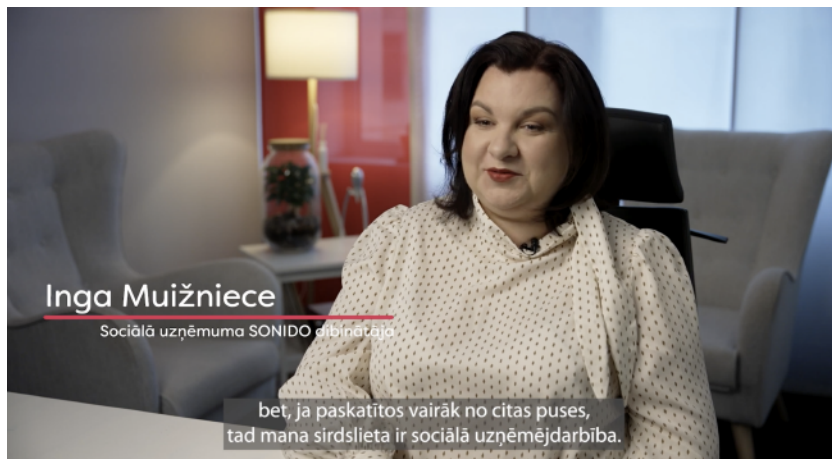 Inga Muižniece
Sociālā uzņēmuma SONIDO dibinātāja
bet, ja paskatītos vairāk no citas puses,
tad mana sirdslieta ir sociālā uzņēmējdarbība.